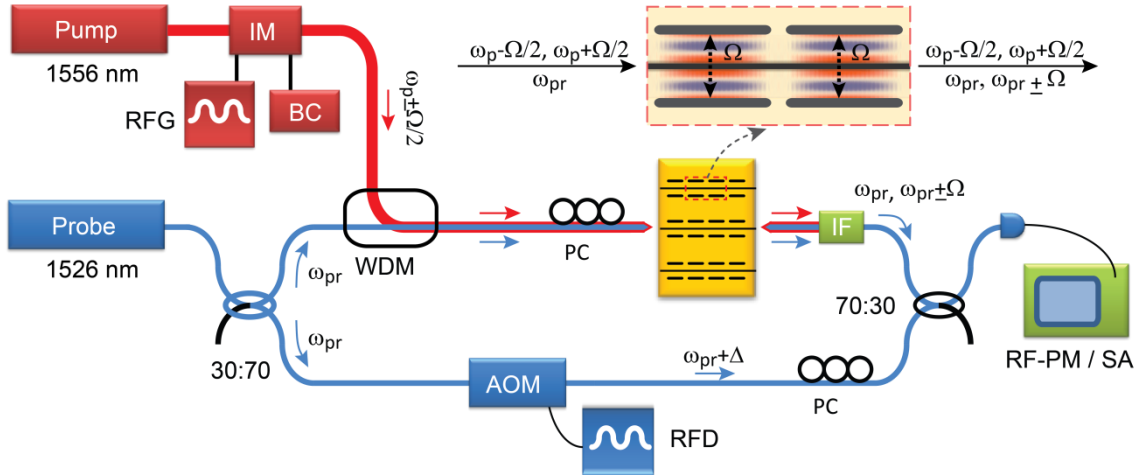 Pump
1556 nm
IM
RFG
BC
ωp±Ω/2
ωp-Ω/2, ωp+Ω/2
ωpr
Ω
Ω
ωp-Ω/2, ωp+Ω/2
ωpr, ωpr ± Ω
Probe
1526 nm
WDM
PC
IF
ωpr, ωpr±Ω
ωpr
ωpr
30:70
70:30
AOM
ωpr+Δ
PC
RFD
RF-PM / SA